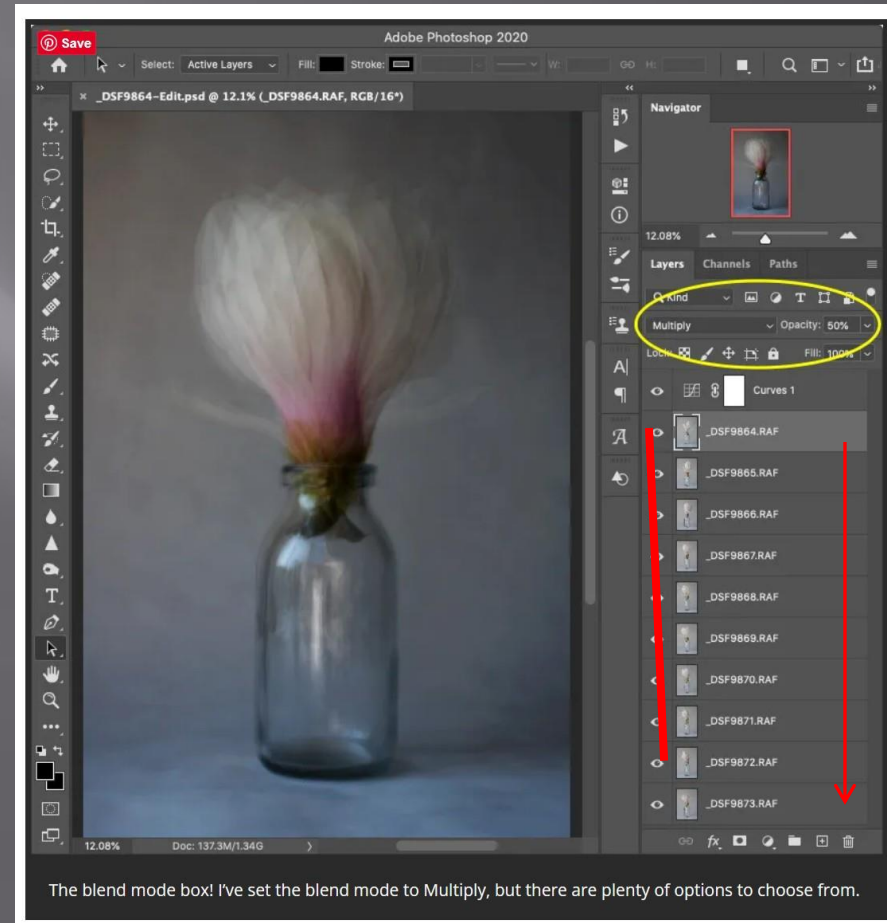 Save
Adobe Photoshop 2020
Select: Active Layers Fill: Stroke: W: GD H:
× _DSF9864-Edit.psd @ 12.1% (_DSF9864.RAF, RGB/16*)
Navigator
12.08%
Layers Channels Paths
Kind
Multiply Opacity: 50%
Lock: Fill: 100%
Curves 1
_DSF9864.RAF
_DSF9865.RAF
_DSF9866.RAF
_DSF9867.RAF
_DSF9868.RAF
_DSF9869.RAF
_DSF9870.RAF
_DSF9871.RAF
_DSF9872.RAF
_DSF9873.RAF
12.08% Doc: 137.3M/1.34G
fx
The blend mode box! I've set the blend mode to Multiply, but there are plenty of options to choose from.